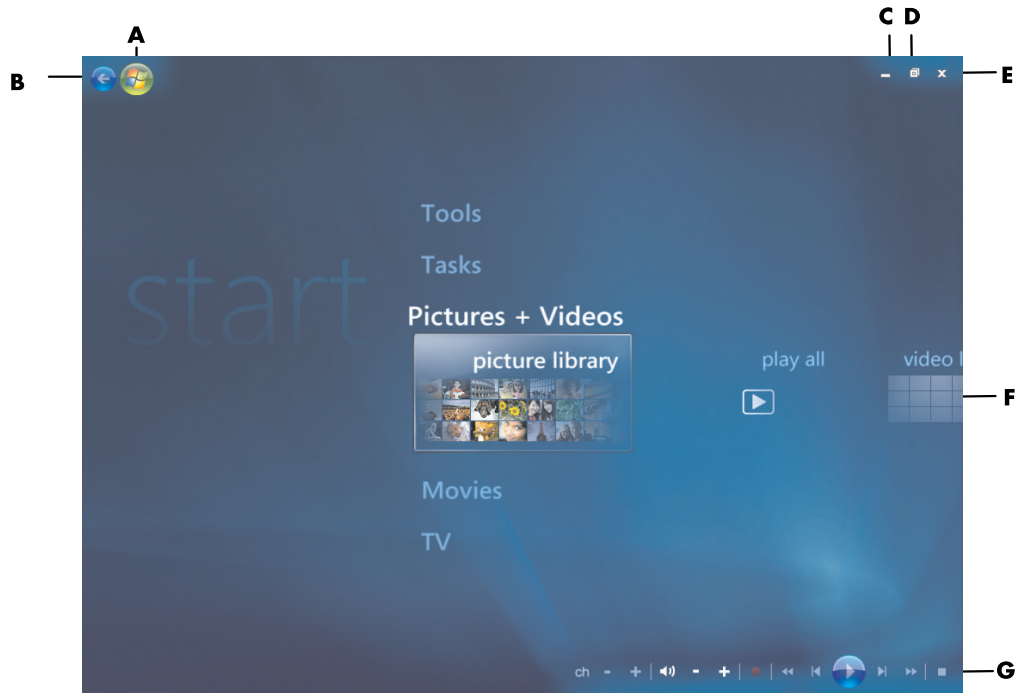 A
B
C D
E
Tools
start
Tasks
Pictures + Videos
picture library
play all
video l
F
Movies
TV
ch - +
- +
G